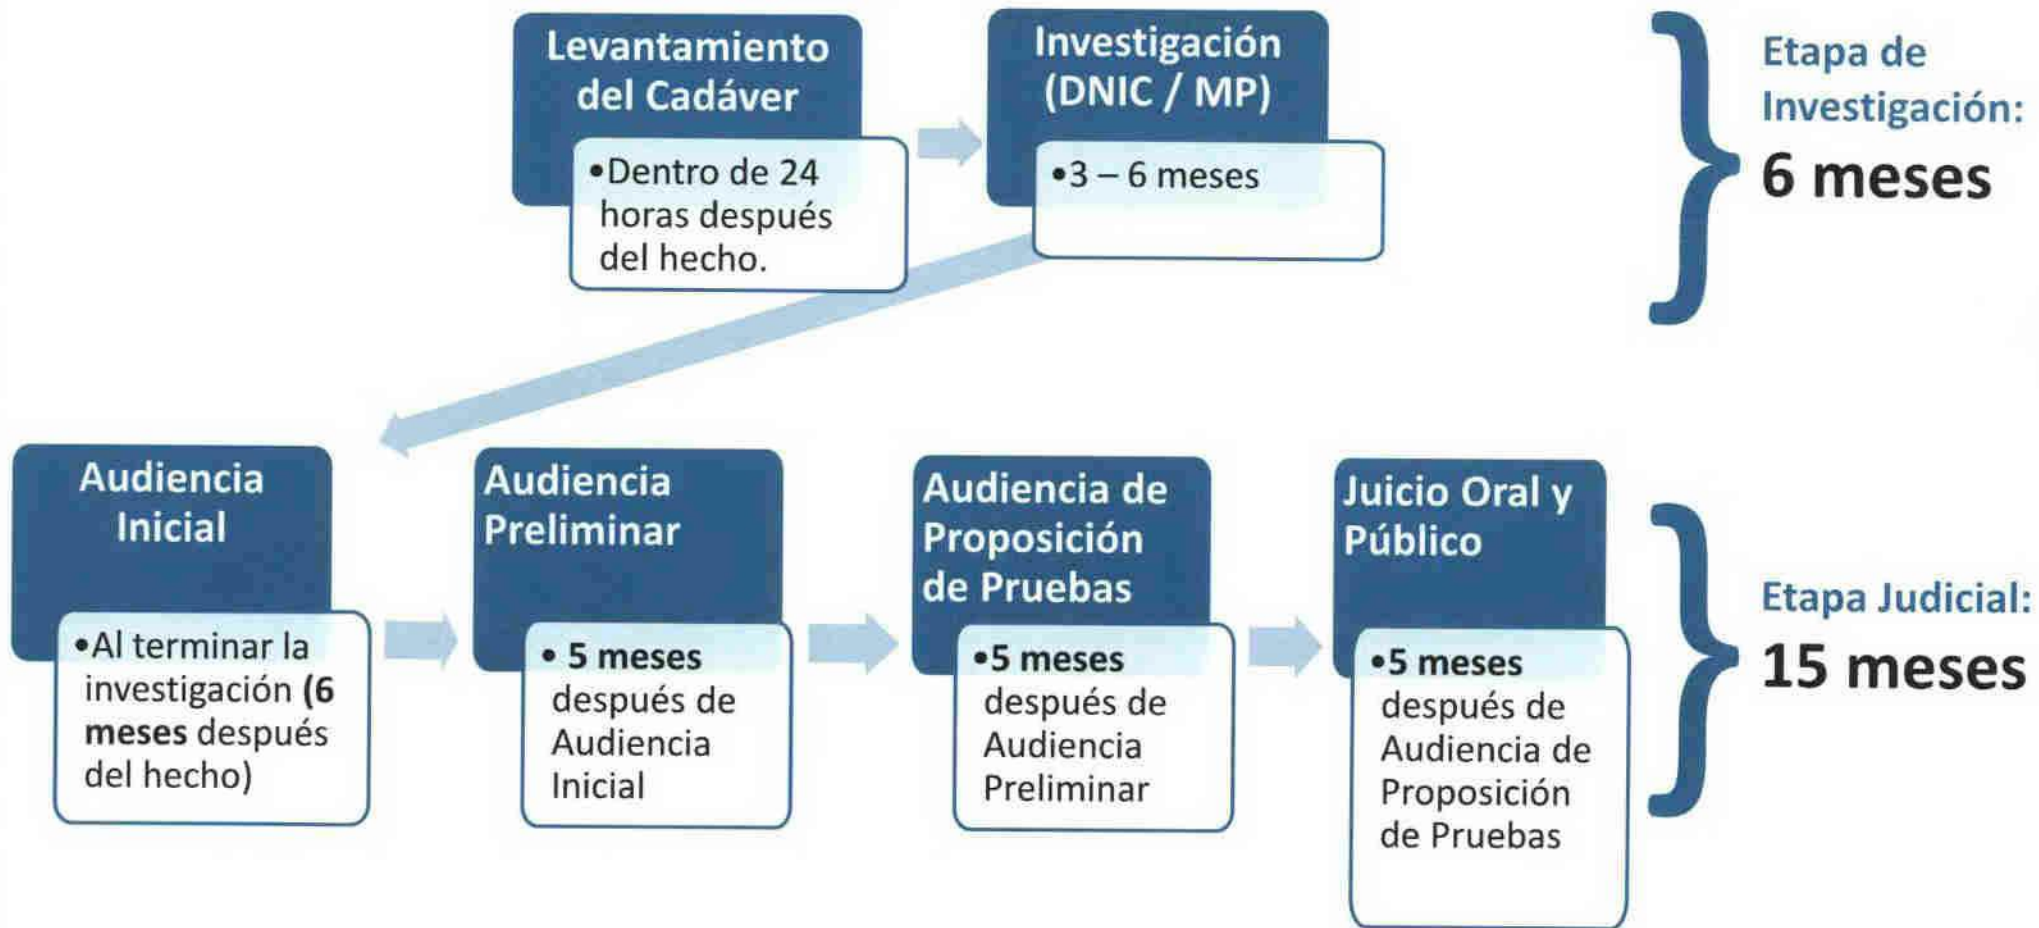 Levantamiento
del Cadáver
•Dentro de 24
horas después
del hecho.
Investigación
(DNIC / MP)
•3 – 6 meses
Etapa de
Investigación:
6 meses
Audiencia
Inicial
•Al terminar la
investigación (6
meses después
del hecho)
Audiencia
Preliminar
• 5 meses
después de
Audiencia
Inicial
Audiencia de
Proposición
de Pruebas
•5 meses
después de
Audiencia
Preliminar
Juicio Oral y
Público
•5 meses
después de
Audiencia de
Proposición
de Pruebas
Etapa Judicial:
15 meses